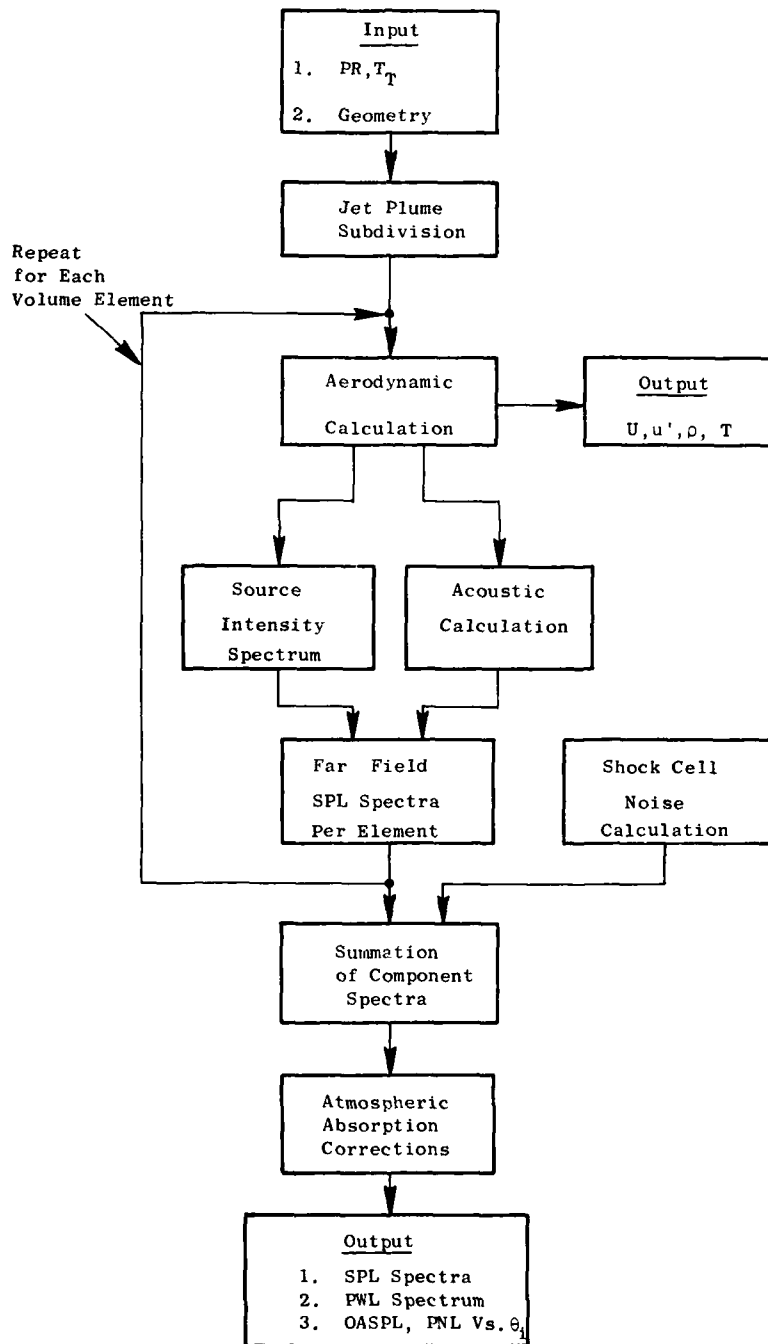 Input
1. PR, T_T
2. Geometry
Jet Plume
Subdivision
Repeat
for Each
Volume Element
Aerodynamic
Calculation
Output
U, u', ρ, T
Source
Intensity
Spectrum
Acoustic
Calculation
Far Field
SPL Spectra
Per Element
Shock Cell
Noise
Calculation
Summation
of Component
Spectra
Atmospheric
Absorption
Corrections
Output
1. SPL Spectra
2. PWL Spectrum
3. OASPL, PNL Vs. θ_i